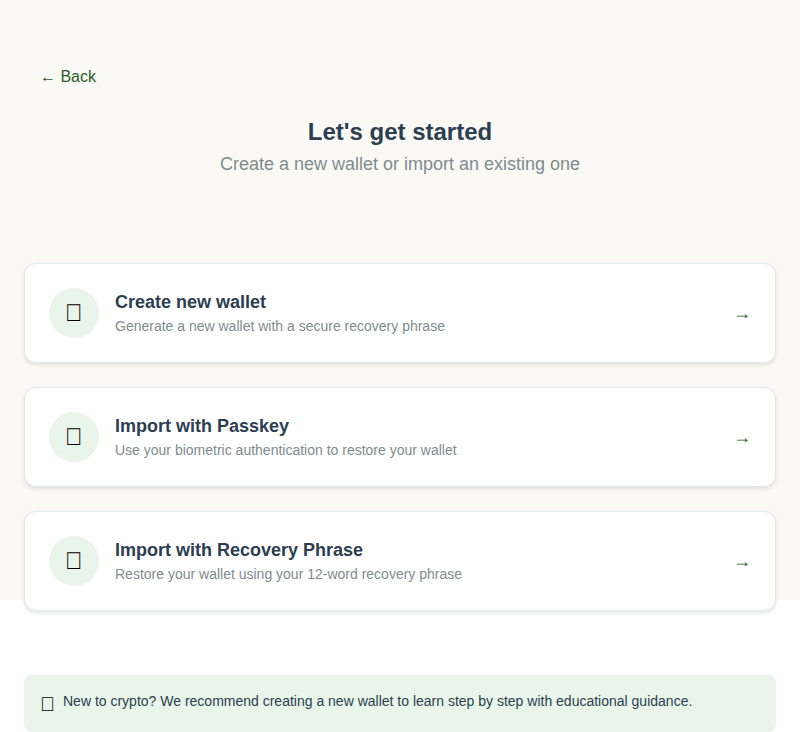 ← Back
Let's get started
Create a new wallet or import an existing one
Create new wallet
Generate a new wallet with a secure recovery phrase
→
Import with Passkey
Use your biometric authentication to restore your wallet
→
Import with Recovery Phrase
Restore your wallet using your 12-word recovery phrase
→
New to crypto? We recommend creating a new wallet to learn step by step with educational guidance.